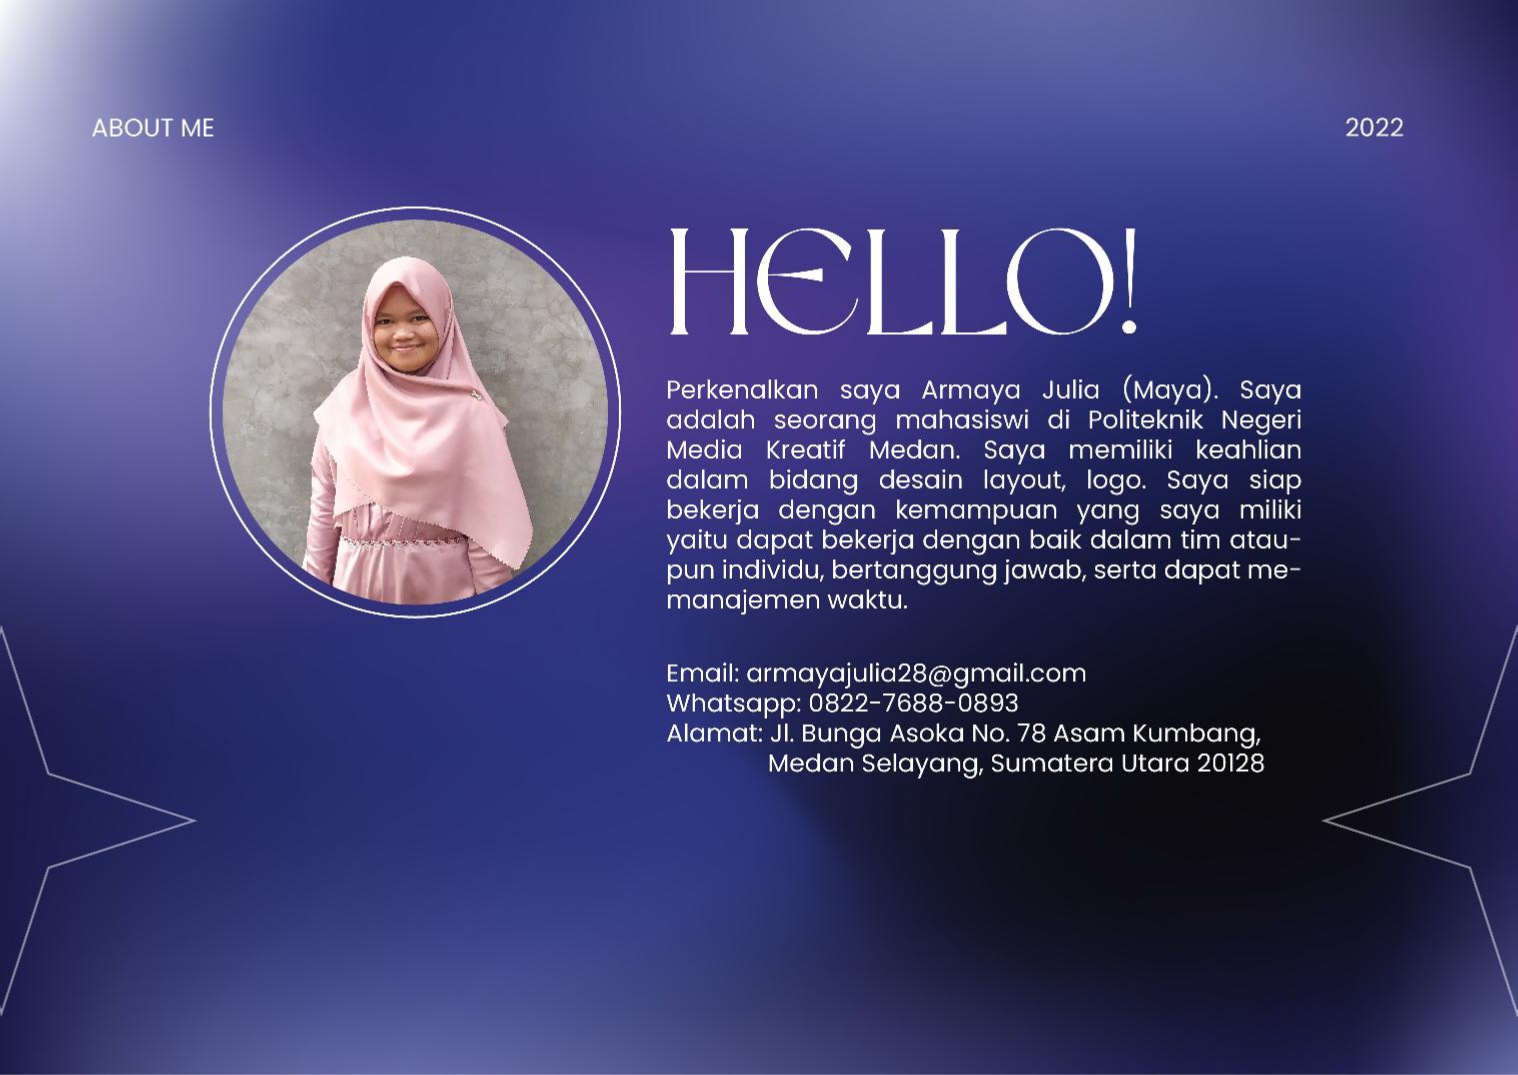 ABOUT ME
2022
HELLO!
Perkenalkan saya Armaya Julia (Maya). Saya
adalah seorang mahasiswi di Politeknik Negeri
Media Kreatif Medan. Saya memiliki keahlian
dalam bidang desain layout, logo. Saya siap
bekerja dengan kemampuan yang saya miliki
yaitu dapat bekerja dengan baik dalam tim atau-
pun individu, bertanggung jawab, serta dapat me-
manajemen waktu.
Email: armayajulia28@gmail.com
Whatsapp: 0822-7688-0893
Alamat: Jl. Bunga Asoka No. 78 Asam Kumbang,
Medan Selayang, Sumatera Utara 20128